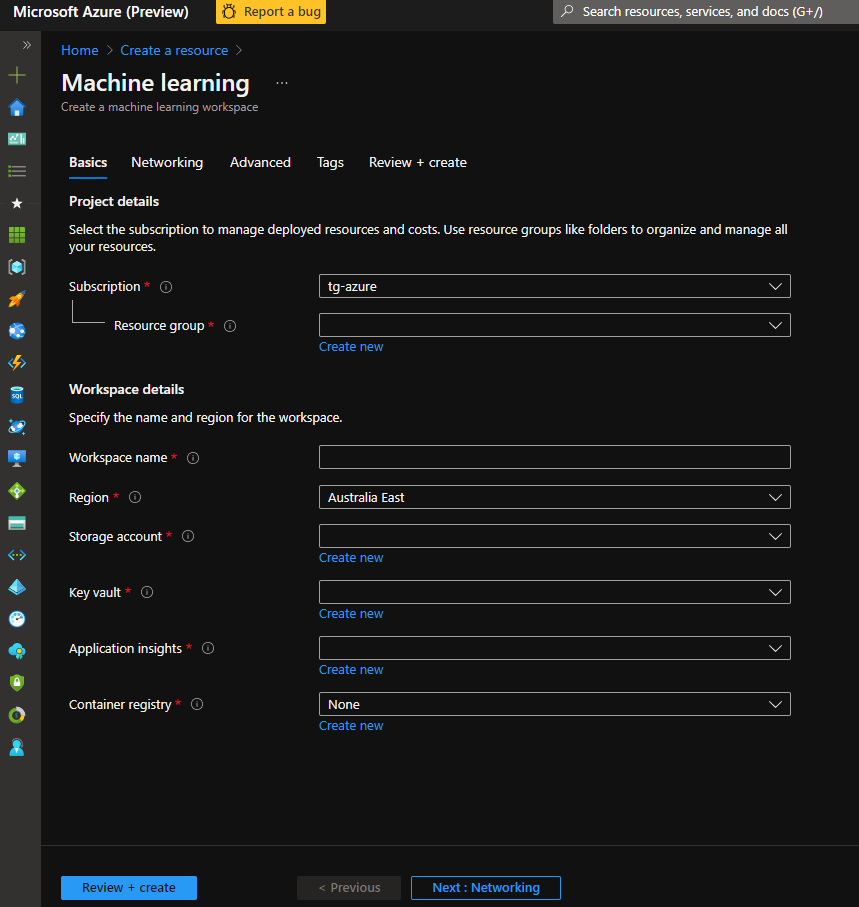 Microsoft Azure (Preview)
Report a bug
Search resources, services, and docs (G+/)
Home > Create a resource >
Machine learning ...
Create a machine learning workspace
Basics Networking Advanced Tags Review + create
Project details
Select the subscription to manage deployed resources and costs. Use resource groups like folders to organize and manage all
your resources.
Subscription *
tg-azure
Resource group *
Create new
Workspace details
Specify the name and region for the workspace.
Workspace name *
Region *
Australia East
Storage account *
Create new
Key vault *
Create new
Application insights *
Create new
Container registry *
None
Create new
Review + create
< Previous
Next : Networking